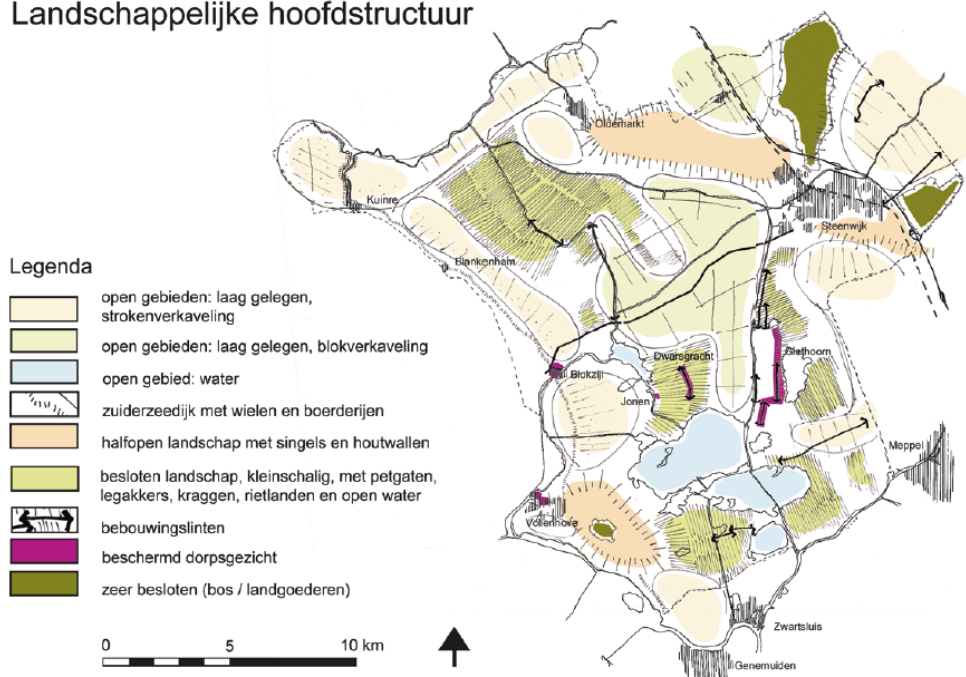 Landschappelijke hoofdstructuur
Oldemarkt
Kuinre
Steenwijk
Blankenham
Legenda
open gebieden: laag gelegen,
strokenverkaveling
open gebieden: laag gelegen, blokverkaveling
open gebied: water
zuiderzeedijk met wielen en boerderijen
halfopen landschap met singels en houtwallen
besloten landschap, kleinschalig, met petgaten,
legakkers, kraggen, rietlanden en open water
bebouwingslinten
beschermd dorpsgezicht
zeer besloten (bos / landgoederen)
Dwarsgracht
Giethoorn
Blokzijl
Jonen
Meppel
Vollenhove
Zwartsluis
Genemuiden
0 5 10 km